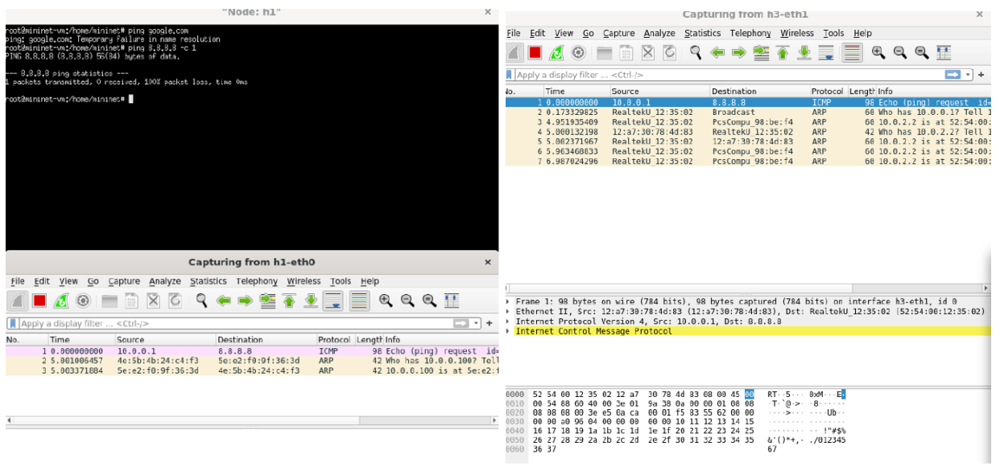 "Node: h1"
root@mininet-vm:/home/mininet# ping google.com
ping: google.com: Temporary failure in name resolution
root@mininet-vm:/home/mininet# ping 8.8.8.8 -c 1
PING 8.8.8.8 (8.8.8.8) 56(84) bytes of data.
--- 8.8.8.8 ping statistics ---
1 packets transmitted, 0 received, 100% packet loss, time 0ms
root@mininet-vm:/home/mininet#
Capturing from h1-eth0
File Edit View Go Capture Analyze Statistics Telephony Wireless Tools Help
Apply a display filter ... <Ctrl-/>
No. Time Source Destination Protocol Length Info
1 0.000000000 10.0.0.1 8.8.8.8 ICMP 98 Echo (ping) request id=
2 5.001006457 4e:5b:4b:24:c4:f3 5e:e2:f0:9f:36:3d ARP 42 Who has 10.0.0.100? Tell
3 5.003371884 5e:e2:f0:9f:36:3d 4e:5b:4b:24:c4:f3 ARP 42 10.0.0.100 is at 5e:e2:f
Capturing from h3-eth1
File Edit View Go Capture Analyze Statistics Telephony Wireless Tools Help
Apply a display filter ... <Ctrl-/>
No. Time Source Destination Protocol Length Info
1 0.000000000 10.0.0.1 8.8.8.8 ICMP 98 Echo (ping) request id=
2 0.173329825 RealtekU_12:35:02 Broadcast ARP 60 Who has 10.0.0.1? Tell 1
3 4.951935409 RealtekU_12:35:02 PcsCompu_98:be:f4 ARP 60 10.0.2.2 is at 52:54:00:
4 5.000132198 12:a7:30:78:4d:83 RealtekU_12:35:02 ARP 42 Who has 10.0.2.2? Tell 1
5 5.002371967 RealtekU_12:35:02 12:a7:30:78:4d:83 ARP 60 10.0.2.2 is at 52:54:00:
6 5.963468833 RealtekU_12:35:02 PcsCompu_98:be:f4 ARP 60 10.0.2.2 is at 52:54:00:
7 6.987024296 RealtekU_12:35:02 PcsCompu_98:be:f4 ARP 60 10.0.2.2 is at 52:54:00:
Frame 1: 98 bytes on wire (784 bits), 98 bytes captured (784 bits) on interface h3-eth1, id 0
Ethernet II, Src: 12:a7:30:78:4d:83 (12:a7:30:78:4d:83), Dst: RealtekU_12:35:02 (52:54:00:12:35:02)
Internet Protocol Version 4, Src: 10.0.0.1, Dst: 8.8.8.8
Internet Control Message Protocol
0000 52 54 00 12 35 02 12 a7 30 78 4d 83 08 00 45 00 RT··5··· 0xM···E·
0010 00 54 88 60 40 00 3e 01 9a 38 0a 00 00 01 08 08 ·T·`@·>· ·8······
0020 08 08 08 00 3e e5 0a ca 00 01 f5 83 55 62 00 00 ····>··· ····Ub··
0030 00 00 a0 96 04 00 00 00 00 00 10 11 12 13 14 15 ········ ········
0040 16 17 18 19 1a 1b 1c 1d 1e 1f 20 21 22 23 24 25 ········ ·· !"#$%
0050 26 27 28 29 2a 2b 2c 2d 2e 2f 30 31 32 33 34 35 &'()*+,- ./012345
0060 36 37 67